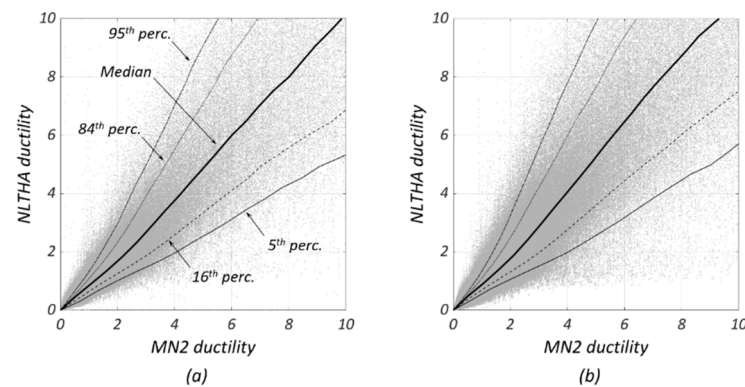 10
95th perc.
8
Median
6
NLTHA ductility
84th perc.
4
2
5th perc.
16th perc.
0
0 2 4 6 8 10
MN2 ductility
(a)
10
8
6
NLTHA ductility
4
2
0
0 2 4 6 8 10
MN2 ductility
(b)